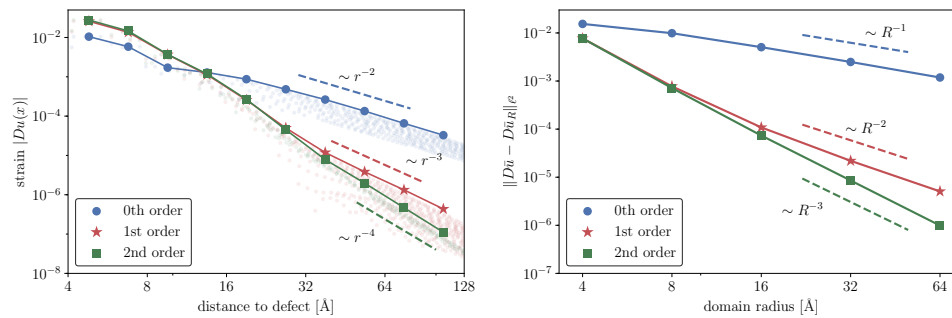 10^{-2}
10^{-4}
10^{-6}
10^{-8}
strain |Du(x)|
~ r^{-2}
~ r^{-3}
~ r^{-4}
0th order
1st order
2nd order
4 8 16 32 64 128
distance to defect [Å]
10^{-2}
10^{-3}
10^{-4}
10^{-5}
10^{-6}
10^{-7}
‖Dū − Dū_R‖_{ℓ²}
~ R^{-1}
~ R^{-2}
~ R^{-3}
0th order
1st order
2nd order
4 8 16 32 64
domain radius [Å]